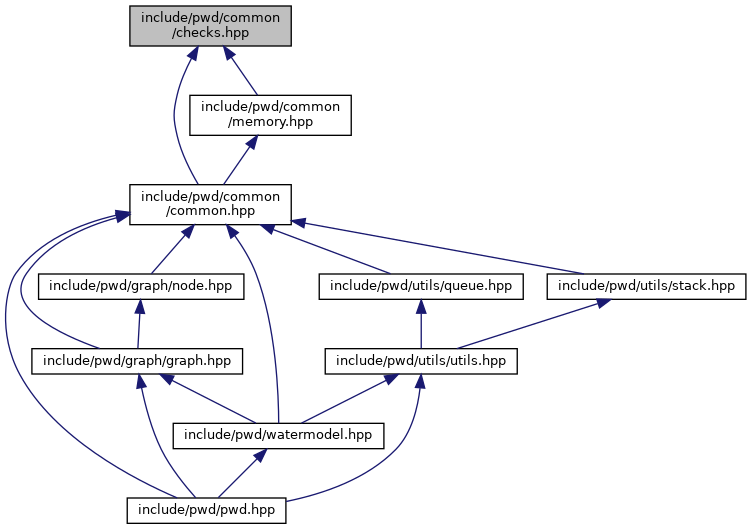 include/pwd/common
/checks.hpp
include/pwd/common
/memory.hpp
include/pwd/common
/common.hpp
include/pwd/graph/node.hpp
include/pwd/utils/queue.hpp
include/pwd/utils/stack.hpp
include/pwd/graph/graph.hpp
include/pwd/utils/utils.hpp
include/pwd/watermodel.hpp
include/pwd/pwd.hpp